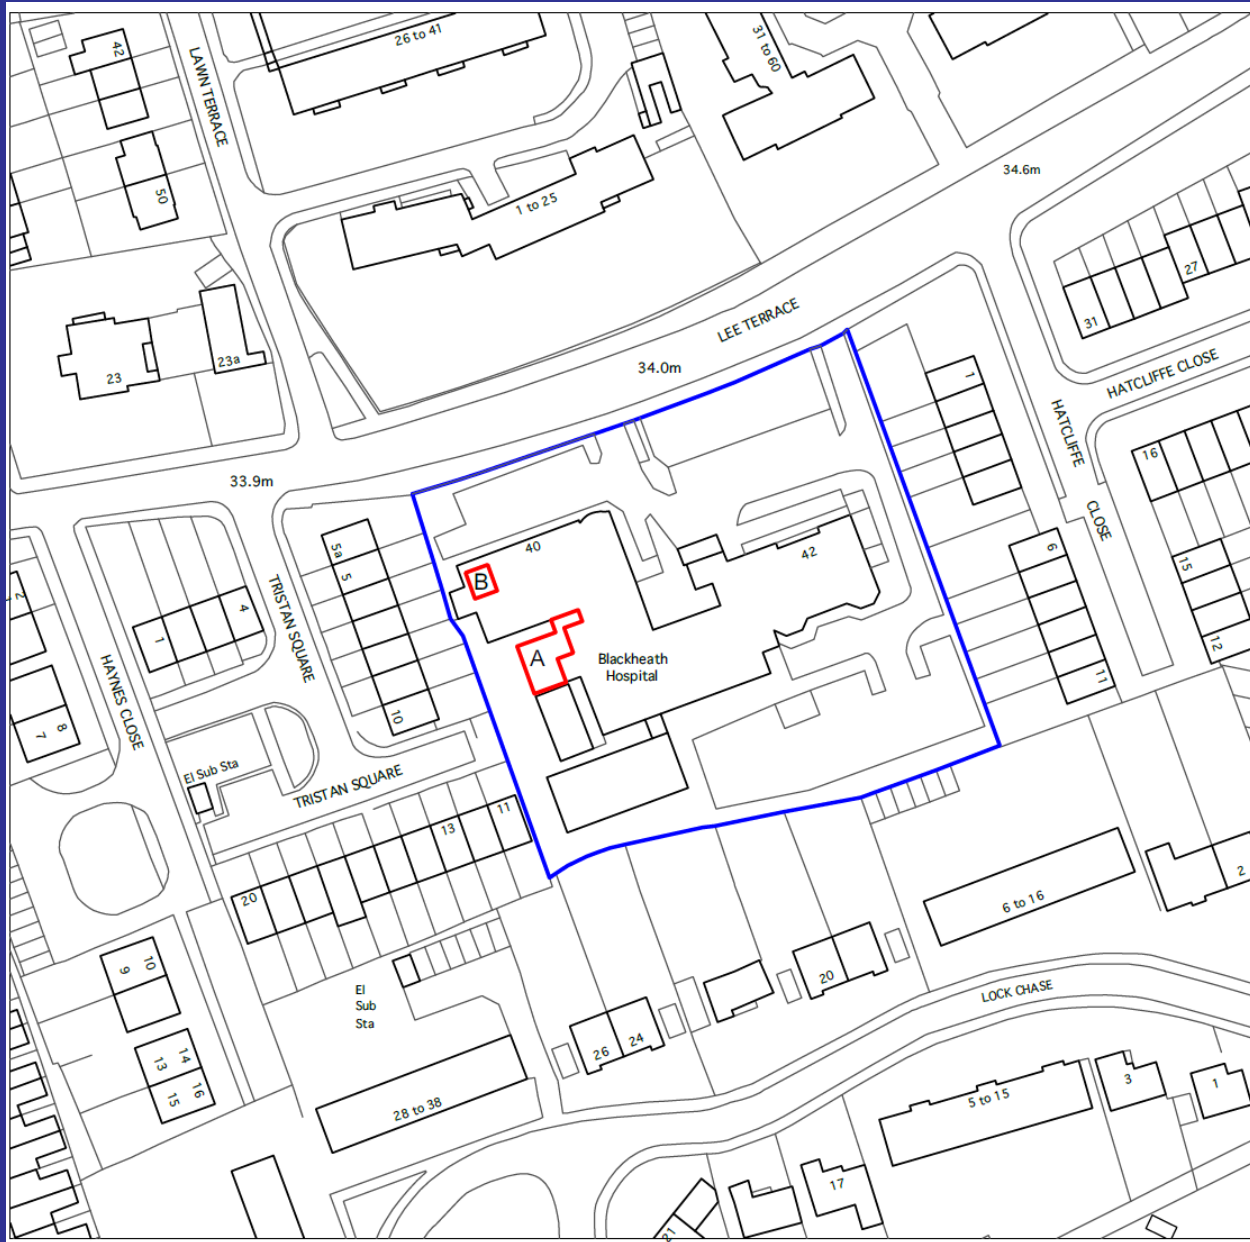 42
LAWN TERRACE
26 to 41
31 to 60
50
1 to 25
34.6m
27
31
23
23a
LEE TERRACE
34.0m
HATCLIFFE CLOSE
1
HATCLIFFE
CLOSE
16
33.9m
5a
5
40
42
B
6
15
2
4
1
TRISTAN SQUARE
A
Blackheath
Hospital
12
11
HAYNES CLOSE
10
7
8
El Sub Sta
TRISTAN SQUARE
11
13
20
6 to 16
2
9
10
El
Sub
Sta
20
LOCK CHASE
26
24
13
14
15
16
28 to 38
5 to 15
3
1
17
21